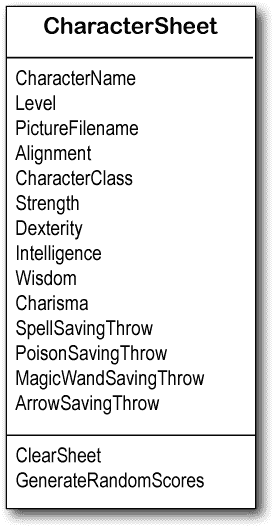 CharacterSheet
CharacterName
Level
PictureFilename
Alignment
CharacterClass
Strength
Dexterity
Intelligence
Wisdom
Charisma
SpellSavingThrow
PoisonSavingThrow
MagicWandSavingThrow
ArrowSavingThrow
ClearSheet
GenerateRandomScores